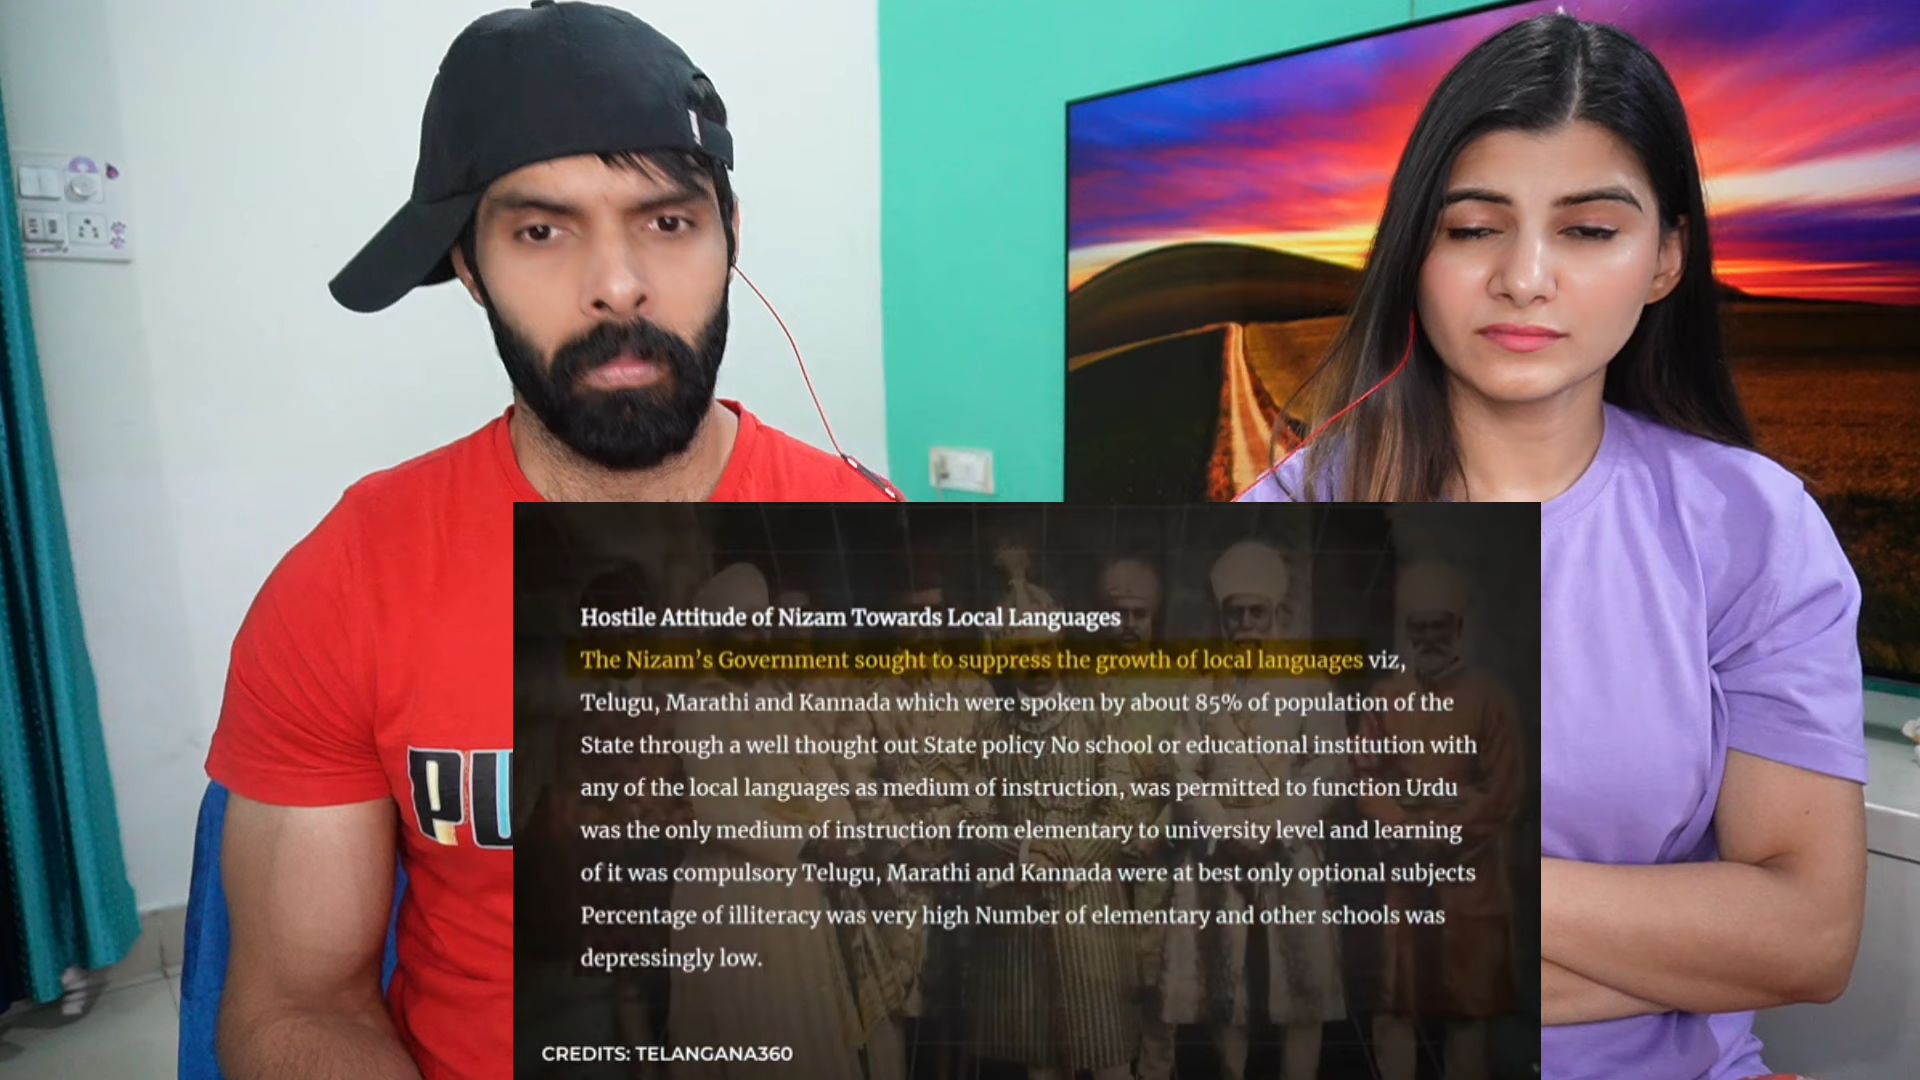 PU
Hostile Attitude of Nizam Towards Local Languages
The Nizam's Government sought to suppress the growth of local languages viz,
Telugu, Marathi and Kannada which were spoken by about 85% of population of the
State through a well thought out State policy No school or educational institution with
any of the local languages as medium of instruction, was permitted to function Urdu
was the only medium of instruction from elementary to university level and learning
of it was compulsory Telugu, Marathi and Kannada were at best only optional subjects
Percentage of illiteracy was very high Number of elementary and other schools was
depressingly low.
CREDITS: TELANGANA360